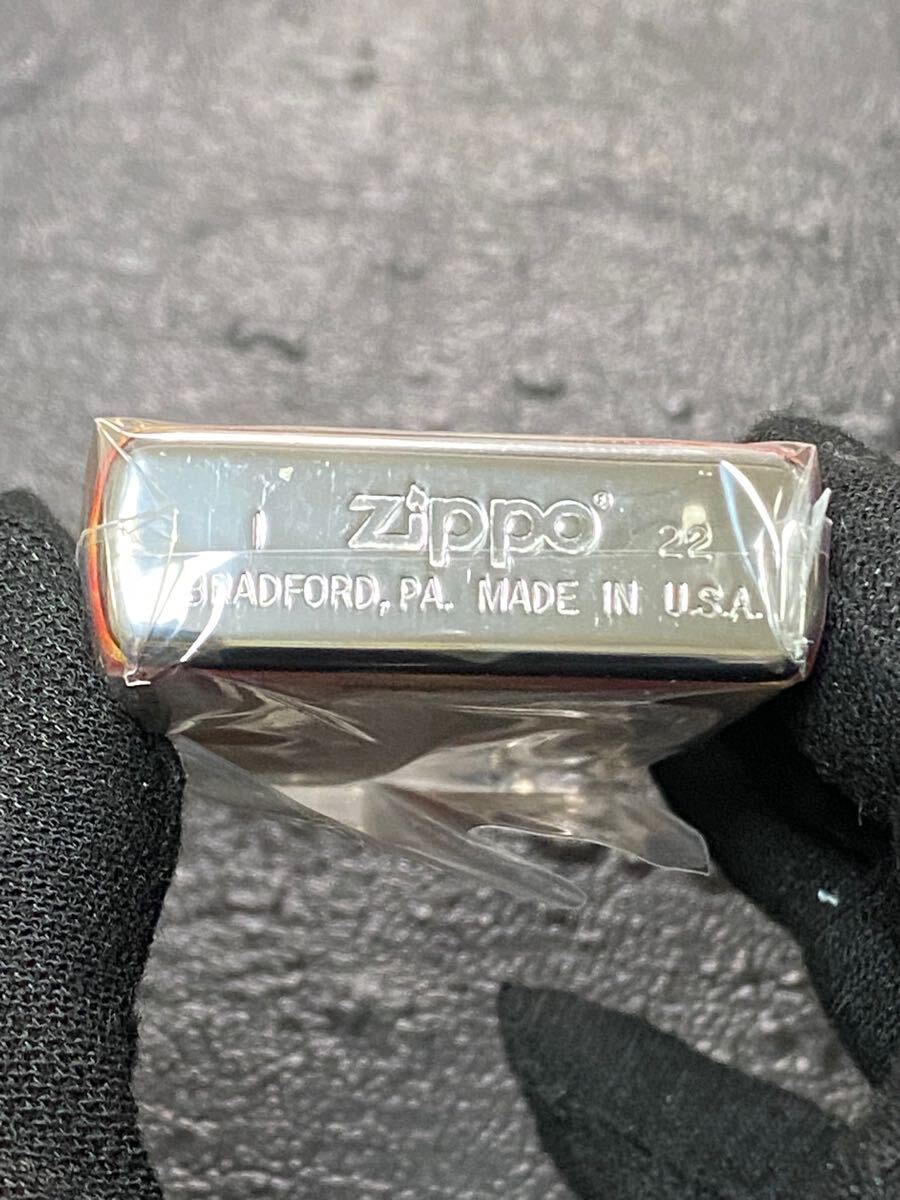 I zippo® 22
BRADFORD, PA. MADE IN U.S.A.